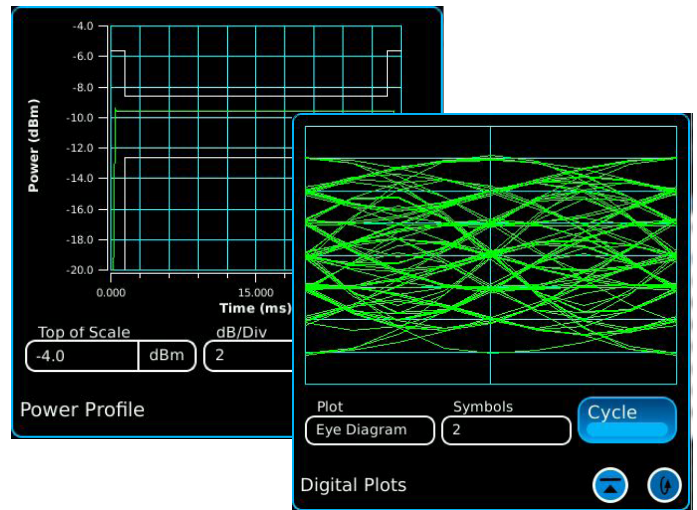 -4.0
-6.0
-8.0
-10.0
-12.0
-14.0
-16.0
-18.0
-20.0
Power (dBm)
0.000
15.000
Time (ms)
Top of Scale
dB/Div
-4.0 dBm
2
Power Profile
Plot
Symbols
Eye Diagram
2
Cycle
Digital Plots